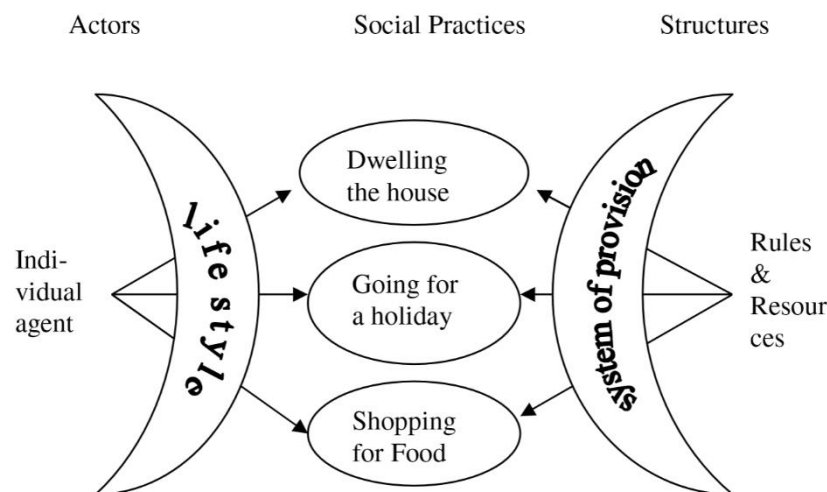 Actors
Social Practices
Structures
Indi-
vidual
agent
life style
Dwelling
the house
Going for
a holiday
Shopping
for Food
system of provision
Rules
&
Resour
ces